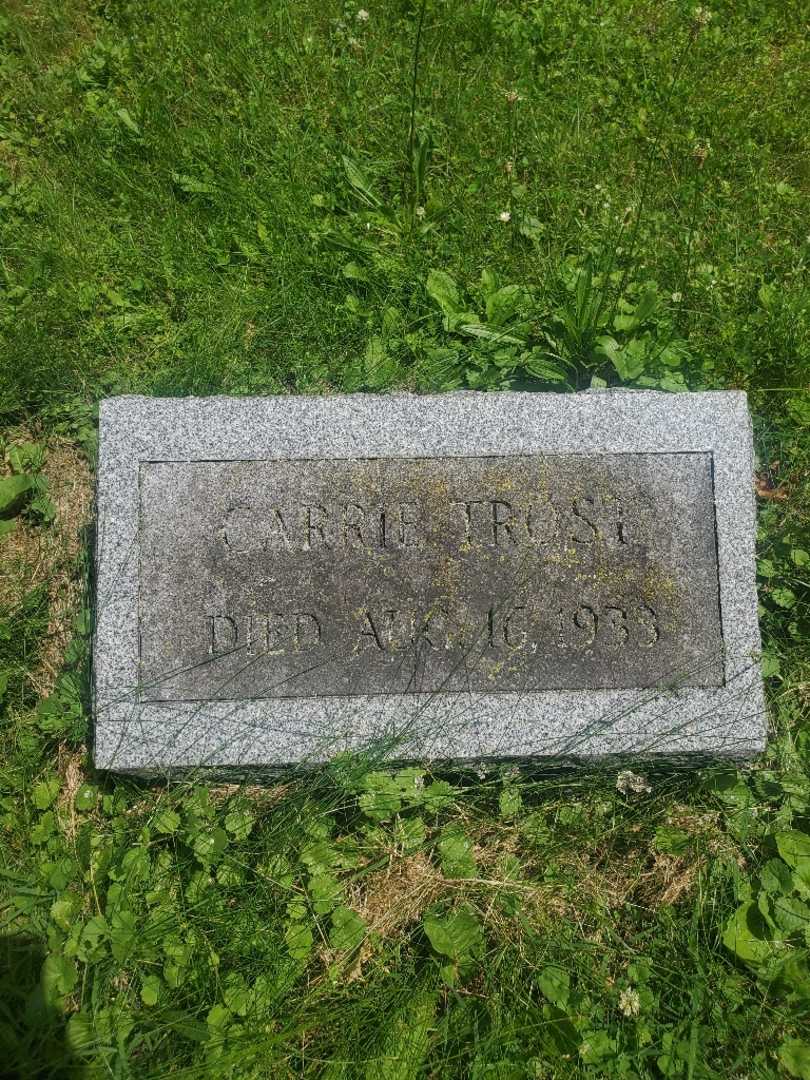 CARRIE TROST
DIED AUG. 16 1933